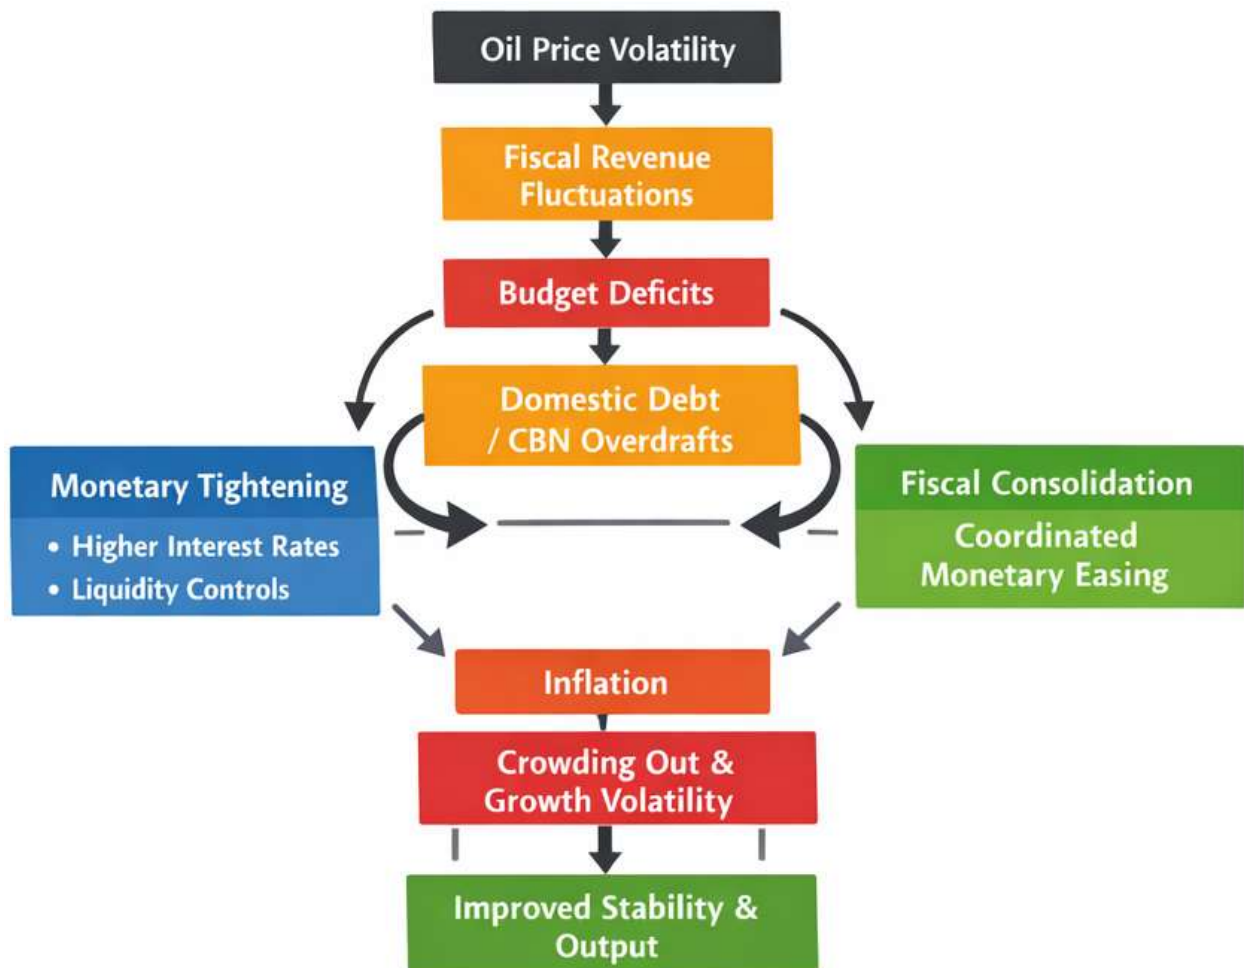 Oil Price Volatility
Fiscal Revenue
Fluctuations
Budget Deficits
Domestic Debt
/ CBN Overdrafts
Monetary Tightening
• Higher Interest Rates
• Liquidity Controls
Fiscal Consolidation
Coordinated
Monetary Easing
Inflation
Crowding Out &
Growth Volatility
Improved Stability &
Output